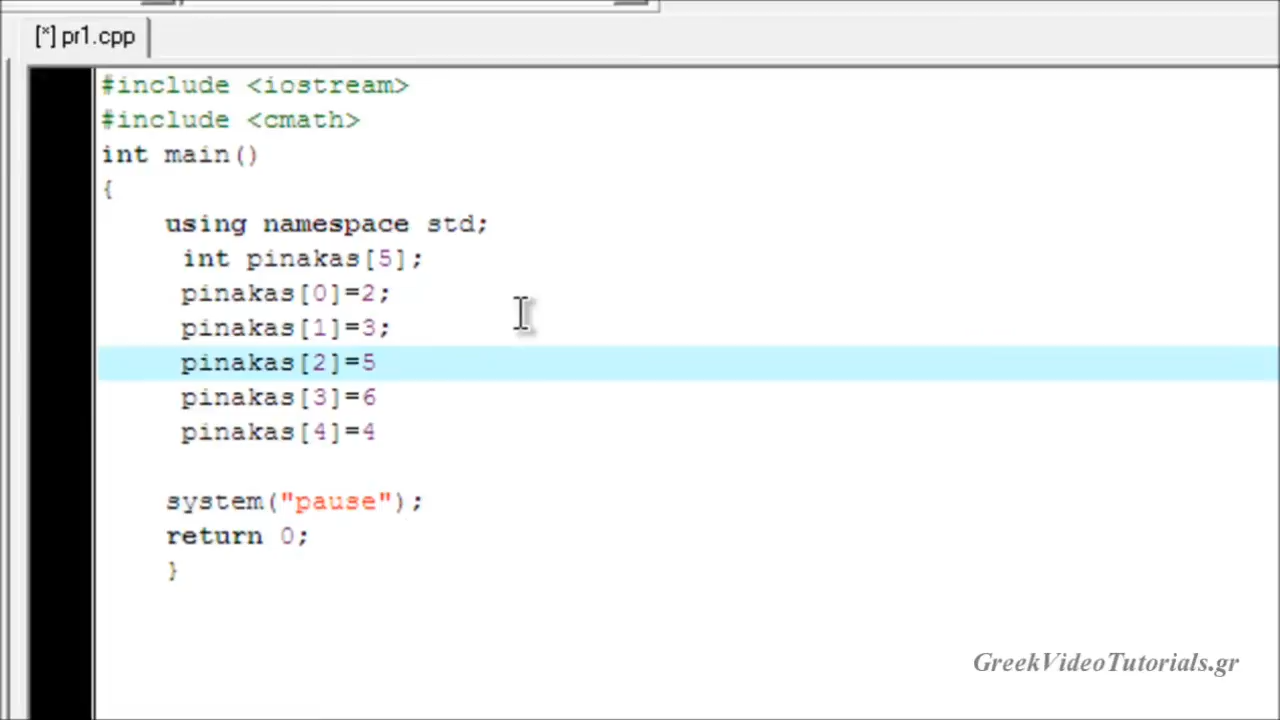 [*] pr1.cpp
#include <iostream>
#include <cmath>
int main()
{
using namespace std;
int pinakas[5];
pinakas[0]=2;
pinakas[1]=3;
pinakas[2]=5
pinakas[3]=6
pinakas[4]=4
system("pause");
return 0;
}
GreekVideoTutorials.gr